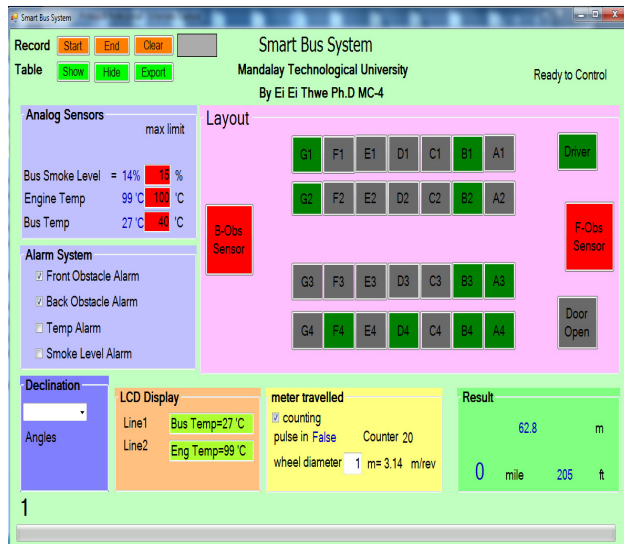 Smart Bus System
Record Start End Clear
Smart Bus System
Table Show Hide Export
Mandalay Technological University
Ready to Control
By Ei Ei Thwe Ph.D MC-4
Analog Sensors
max limit
Bus Smoke Level = 14% 15 %
Engine Temp 99 'C 100 'C
Bus Temp 27 'C 40 'C
Alarm System
Front Obstacle Alarm
Back Obstacle Alarm
Temp Alarm
Smoke Level Alarm
Layout
G1 F1 E1 D1 C1 B1 A1 Driver
G2 F2 E2 D2 C2 B2 A2
B-Obs Sensor
F-Obs Sensor
G3 F3 E3 D3 C3 B3 A3
G4 F4 E4 D4 C4 B4 A4
Door Open
Declination
Angles
LCD Display
Line1 Bus Temp=27 'C
Line2 Eng Temp=99 'C
meter travelled
counting
pulse in False Counter 20
wheel diameter 1 m= 3.14 m/rev
Result
62.8 m
0 mile 205 ft
1